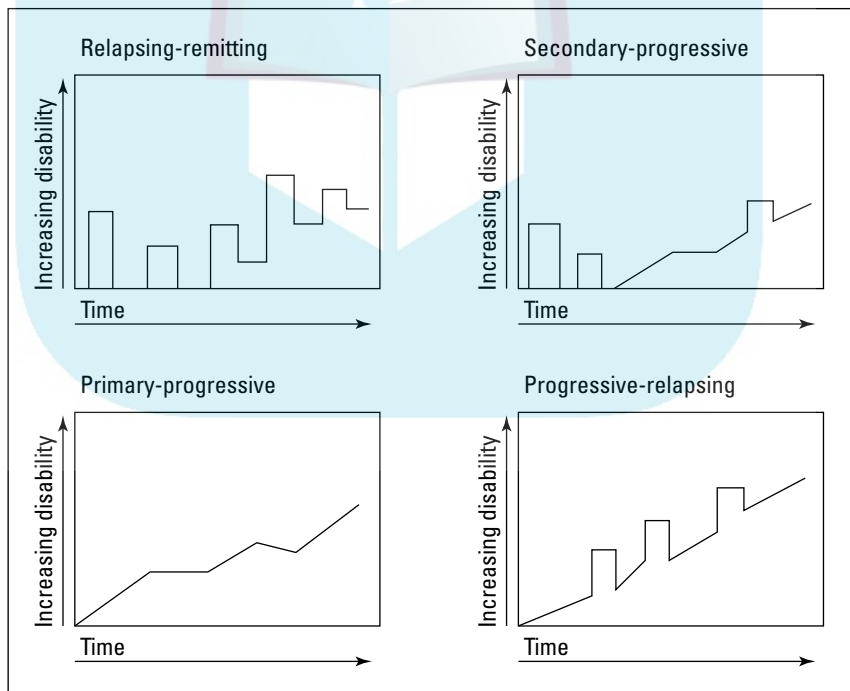 Relapsing-remitting
Increasing disability
Time
Secondary-progressive
Increasing disability
Time
Primary-progressive
Increasing disability
Time
Progressive-relapsing
Increasing disability
Time